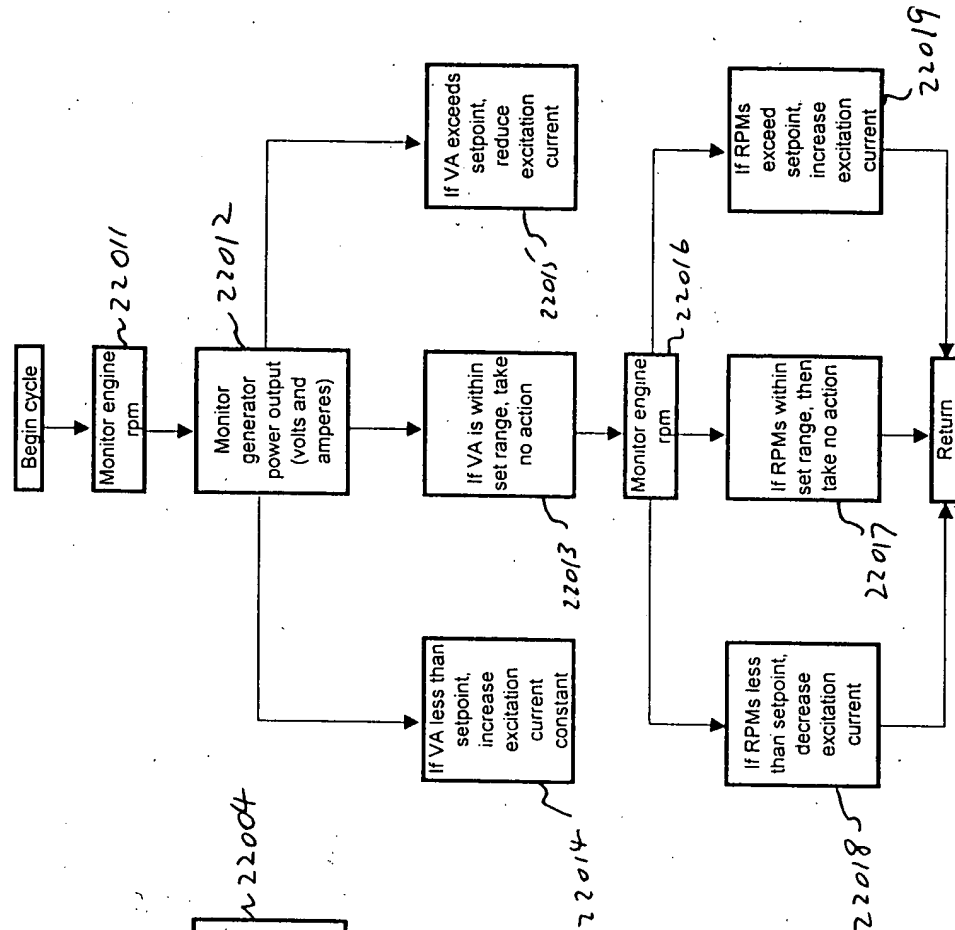 Begin cycle
Monitor engine
rpm
22011
Monitor
generator
power output
(volts and
amperes)
22012
22004
If VA less than
setpoint,
increase
excitation
current
constant
22014
If VA is within
set range, take
no action
22013
If VA exceeds
setpoint,
reduce
excitation
current
22015
Monitor engine
rpm
22016
If RPMs less
than setpoint,
decrease
excitation
current
22018
If RPMs within
set range, then
take no action
22017
If RPMs
exceed
setpoint,
increase
excitation
current
22019
Return